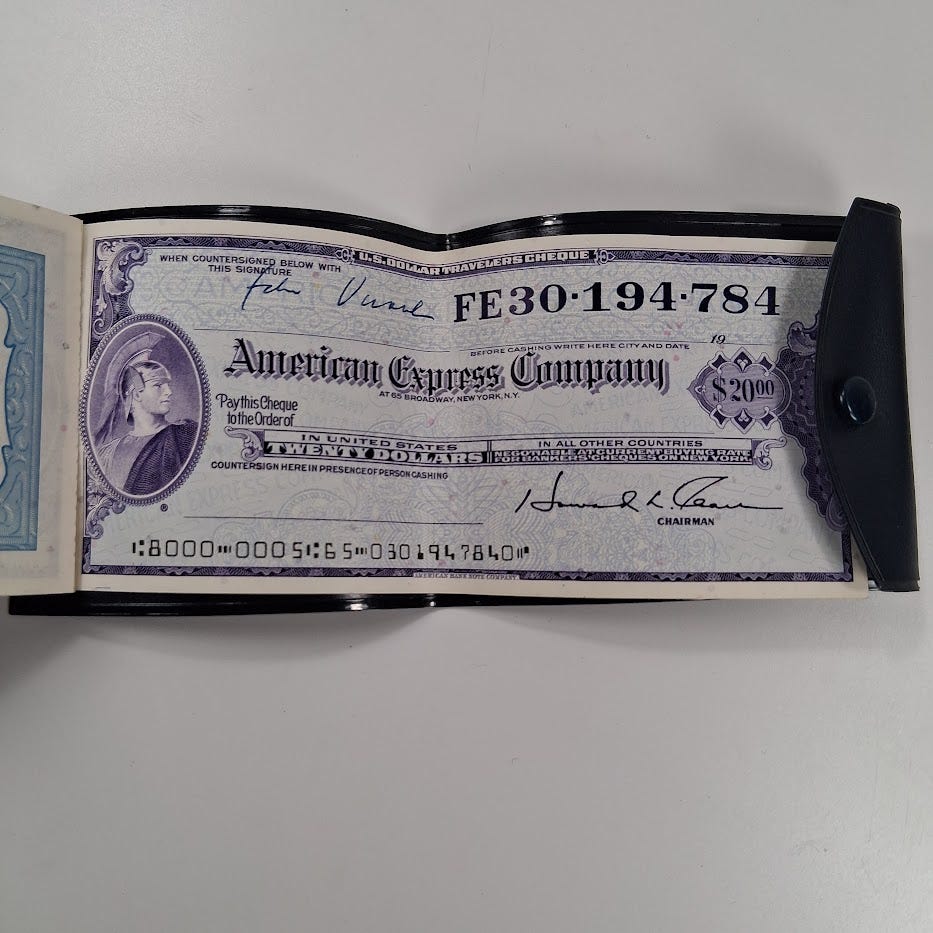 U.S. DOLLAR TRAVELERS CHEQUE
WHEN COUNTERSIGNED BELOW WITH
THIS SIGNATURE
FE30·194·784
BEFORE CASHING WRITE HERE CITY AND DATE
19
American Express Company
AT 65 BROADWAY, NEW YORK, N.Y.
$2000
Pay this Cheque
to the Order of
IN UNITED STATES
TWENTY DOLLARS
IN ALL OTHER COUNTRIES
NEGOTIABLE AT CURRENT BUYING RATE
FOR BANKERS CHEQUES ON NEW YORK
COUNTERSIGN HERE IN PRESENCE OF PERSON CASHING
Howard L. Clark
CHAIRMAN
®
⑆8000⑉0005⑆65⑉0301947840⑈
AMERICAN BANK NOTE COMPANY